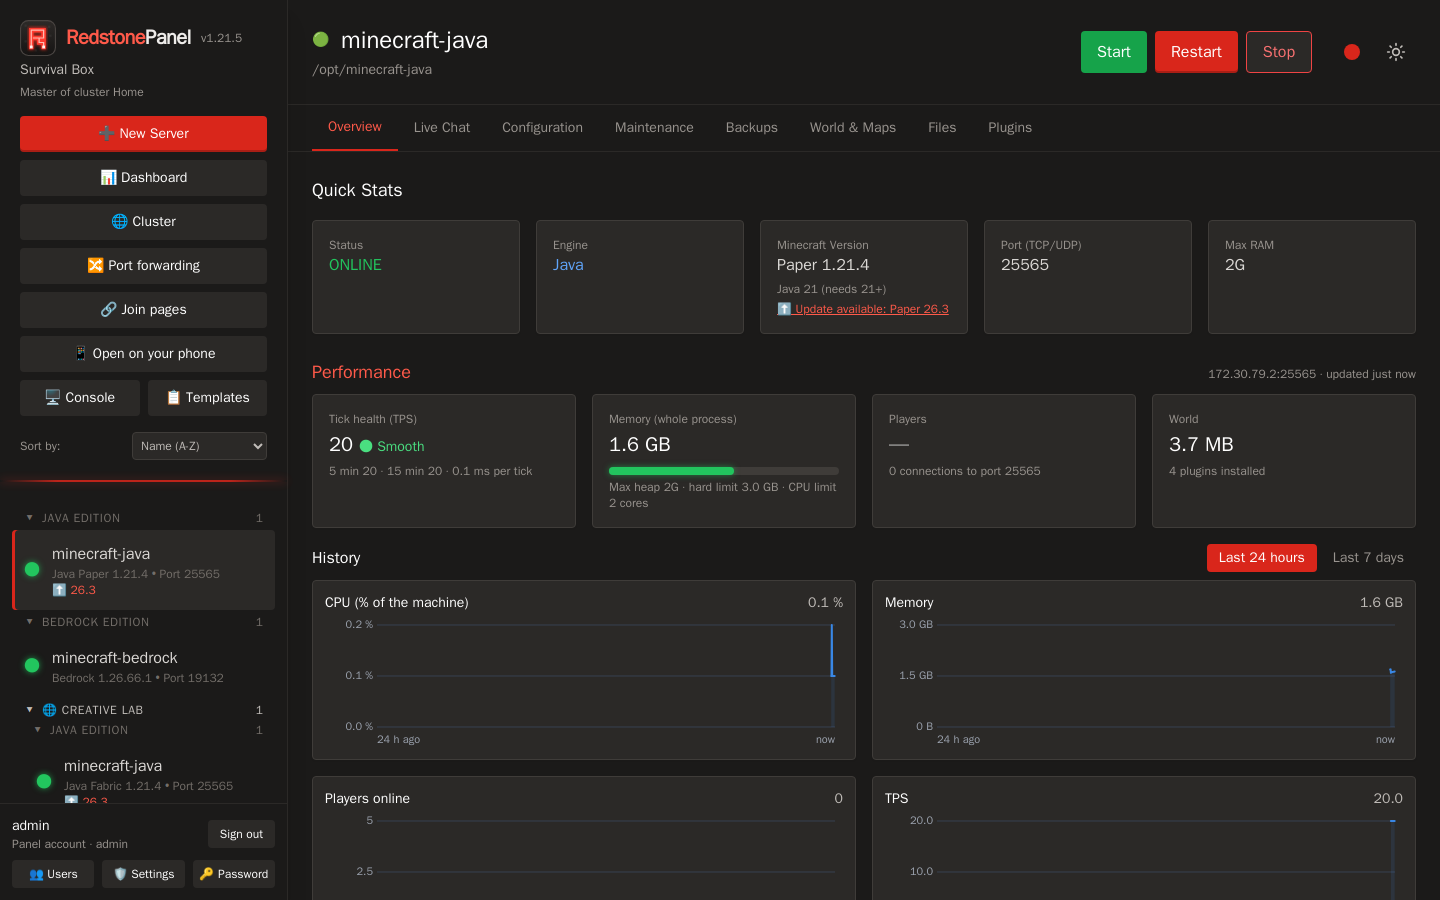 RedstonePanel v1.21.5
Survival Box
Master of cluster Home
➕ New Server
📊 Dashboard
🌐 Cluster
🔀 Port forwarding
🔗 Join pages
📱 Open on your phone
🖥️ Console
📋 Templates
Sort by:
Name (A-Z)
▼ JAVA EDITION 1
minecraft-java
Java Paper 1.21.4 • Port 25565
⬆️ 26.3
▼ BEDROCK EDITION 1
minecraft-bedrock
Bedrock 1.26.66.1 • Port 19132
▼ 🌐 CREATIVE LAB 1
▼ JAVA EDITION 1
minecraft-java
Java Fabric 1.21.4 • Port 25565
⬆️ 26.3
admin
Panel account · admin
Sign out
👥 Users
🛡️ Settings
🔑 Password
minecraft-java
/opt/minecraft-java
Start
Restart
Stop
Overview
Live Chat
Configuration
Maintenance
Backups
World & Maps
Files
Plugins
Quick Stats
Status
ONLINE
Engine
Java
Minecraft Version
Paper 1.21.4
Java 21 (needs 21+)
⬆️ Update available: Paper 26.3
Port (TCP/UDP)
25565
Max RAM
2G
Performance
172.30.79.2:25565 · updated just now
Tick health (TPS)
20 Smooth
5 min 20 · 15 min 20 · 0.1 ms per tick
Memory (whole process)
1.6 GB
Max heap 2G · hard limit 3.0 GB · CPU limit
2 cores
Players
—
0 connections to port 25565
World
3.7 MB
4 plugins installed
History
Last 24 hours
Last 7 days
CPU (% of the machine) 0.1 %
0.2 %
0.1 %
0.0 %
24 h ago now
Memory 1.6 GB
3.0 GB
1.5 GB
0 B
24 h ago now
Players online 0
5
2.5
TPS 20.0
20.0
10.0